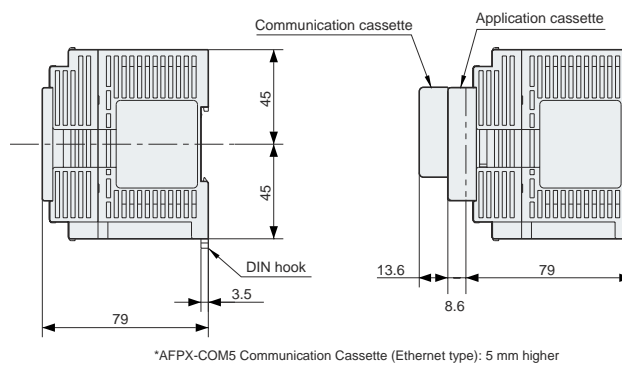 Communication cassette
Application cassette
45
45
DIN hook
3.5
79
13.6
8.6
79
*AFPX-COM5 Communication Cassette (Ethernet type): 5 mm higher